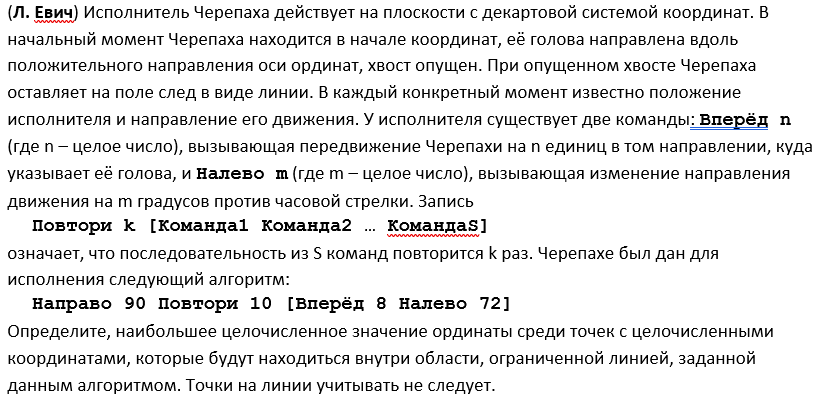 (Л. Евич) Исполнитель Черепаха действует на плоскости с декартовой системой координат. В
начальный момент Черепаха находится в начале координат, её голова направлена вдоль
положительного направления оси ординат, хвост опущен. При опущенном хвосте Черепаха
оставляет на поле след в виде линии. В каждый конкретный момент известно положение
исполнителя и направление его движения. У исполнителя существует две команды: Вперёд n
(где n – целое число), вызывающая передвижение Черепахи на n единиц в том направлении, куда
указывает её голова, и Налево m (где m – целое число), вызывающая изменение направления
движения на m градусов против часовой стрелки. Запись
Повтори k [Команда1 Команда2 … КомандаS]
означает, что последовательность из S команд повторится k раз. Черепахе был дан для
исполнения следующий алгоритм:
Направо 90 Повтори 10 [Вперёд 8 Налево 72]
Определите, наибольшее целочисленное значение ординаты среди точек с целочисленными
координатами, которые будут находиться внутри области, ограниченной линией, заданной
данным алгоритмом. Точки на линии учитывать не следует.